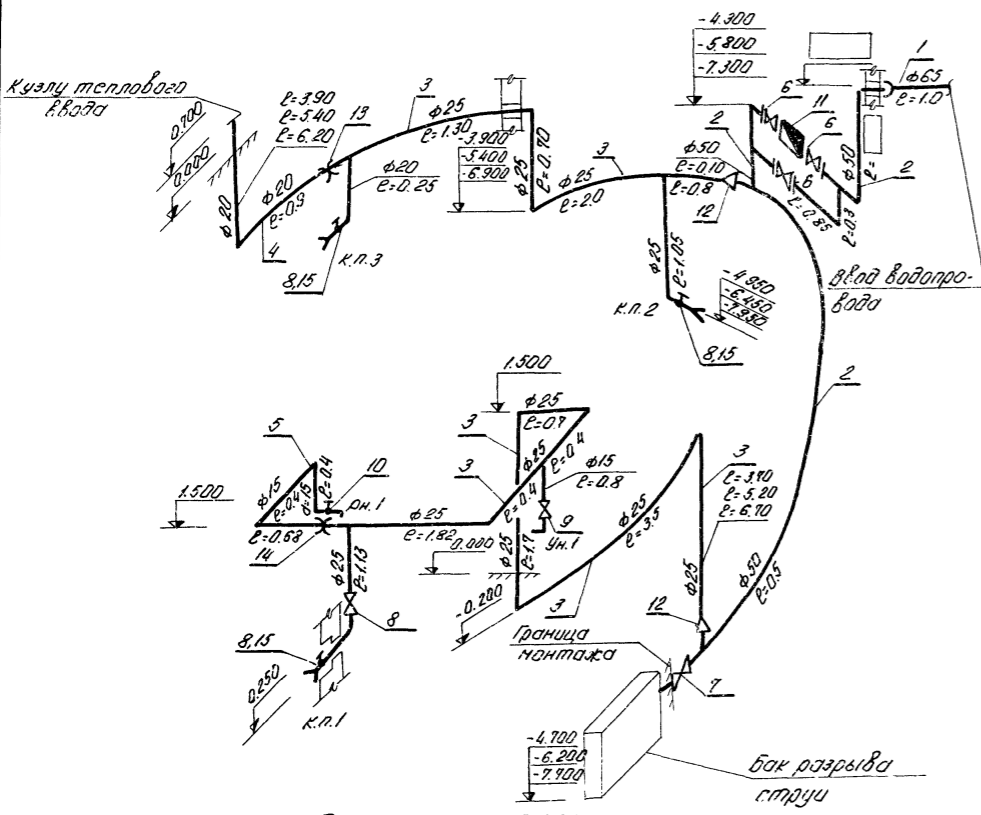 К узлу теплового
ввода
0.700
0.000
ℓ=3.90
ℓ=5.40
ℓ=6.20
13
3
ф25
ℓ=1.30
ф20
ф20
ℓ=0.9
4
ф20
ℓ=0.25
8,15
К.П.3
-3.900
-5.400
-6.900
ф25
ℓ=0.70
ф25
ℓ=2.0
3
ф50
ℓ=0.10
ℓ=0.8
12
2
-4.300
-5.800
-7.300
6
11
6
6
ф50
ℓ=
ℓ=0.85
ℓ=0.3
2
1
ф65
ℓ=1.0
Ввод водопро-
вода
ф25
ℓ=1.05
К.П.2
8,15
-4.950
-6.450
-7.950
2
1.500
ф25
ℓ=0.7
3
ф25
ℓ=0.4
3
ℓ=0.4
ф15
ℓ=0.8
9
Ун.1
5
ф15
ℓ=0.4
ф15
ℓ=0.4
10
Рн.1
1.500
ℓ=0.68
14
ф25
ℓ=1.82
0.000
ф25
ℓ=1.7
-0.200
ф25
ℓ=3.5
3
3
ℓ=3.70
ℓ=5.20
ℓ=6.70
ф25
12
ф50
ℓ=0.5
ф25
ℓ=1.13
8
8,15
0.250
К.П.1
Граница
монтажа
7
-4.700
-6.200
-7.700
Бак разрыва
струи